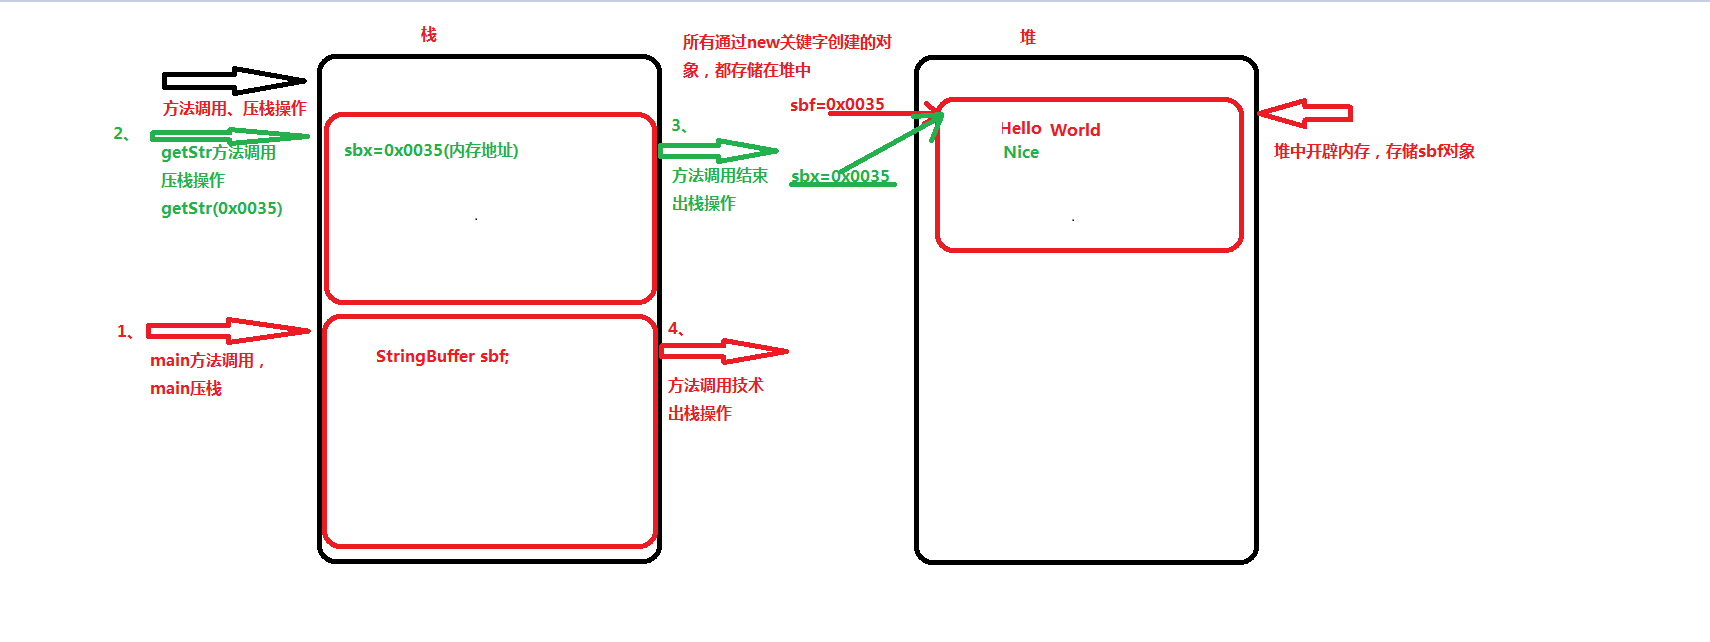 栈
方法调用、压栈操作
2、
getStr方法调用
压栈操作
getStr(0x0035)
sbx=0x0035(内存地址)
1、
main方法调用，
main压栈
StringBuffer sbf;
3、
方法调用结束
出栈操作
4、
方法调用技术
出栈操作
所有通过new关键字创建的对
象，都存储在堆中
sbf=0x0035
sbx=0x0035
堆
Hello World
Nice
堆中开辟内存，存储sbf对象